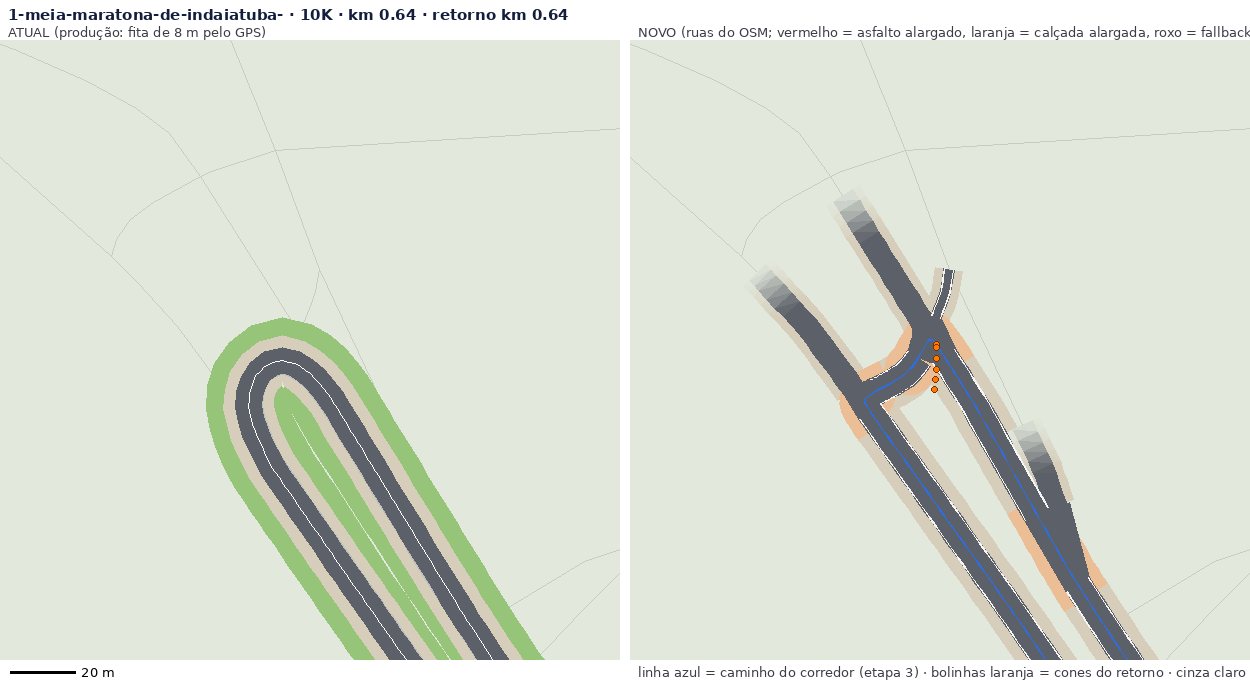 1-meia-maratona-de-indaiatuba- · 10K · km 0.64 · retorno km 0.64
ATUAL (produção: fita de 8 m pelo GPS)
NOVO (ruas do OSM; vermelho = asfalto alargado, laranja = calçada alargada, roxo = fallback
20 m
linha azul = caminho do corredor (etapa 3) · bolinhas laranja = cones do retorno · cinza claro